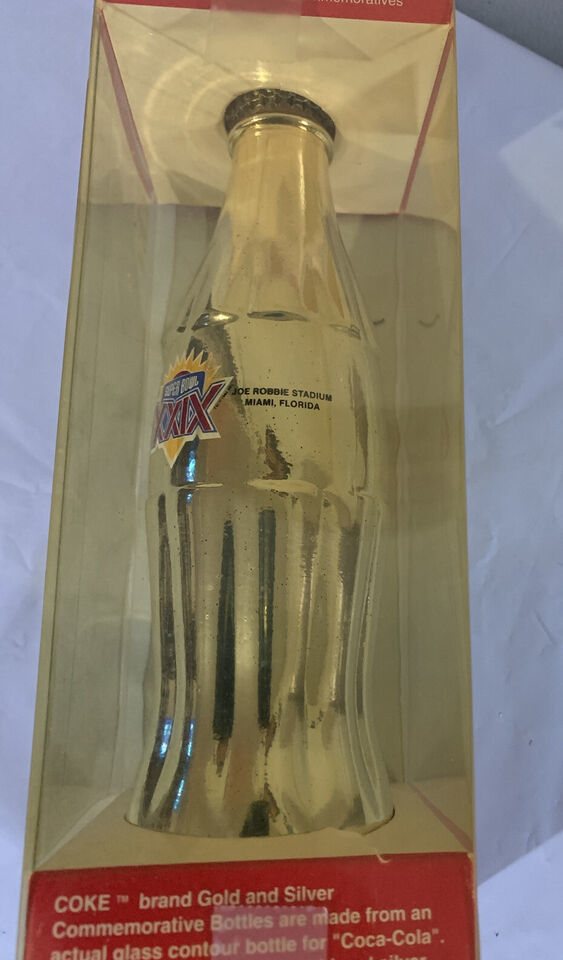 SUPER BOWL
XXIX
JOE ROBBIE STADIUM
MIAMI, FLORIDA
COKE ™ brand Gold and Silver
Commemorative Bottles are made from an
actual glass contour bottle for "Coca-Cola".